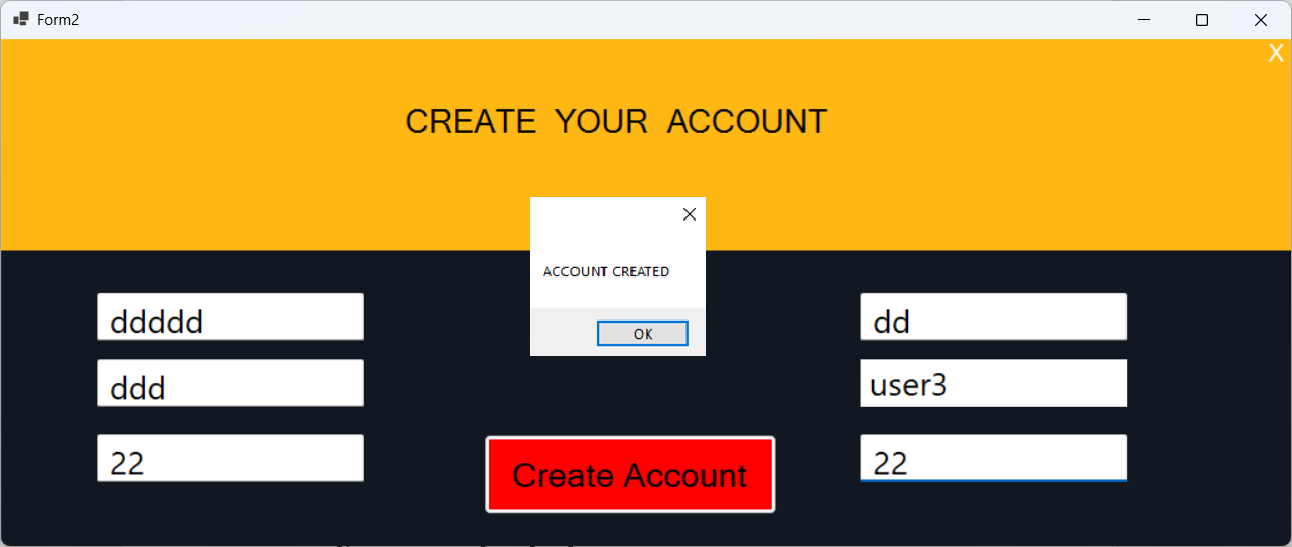 Form2
X
CREATE YOUR ACCOUNT
ACCOUNT CREATED
OK
ddddd
dd
ddd
user3
22
Create Account
22